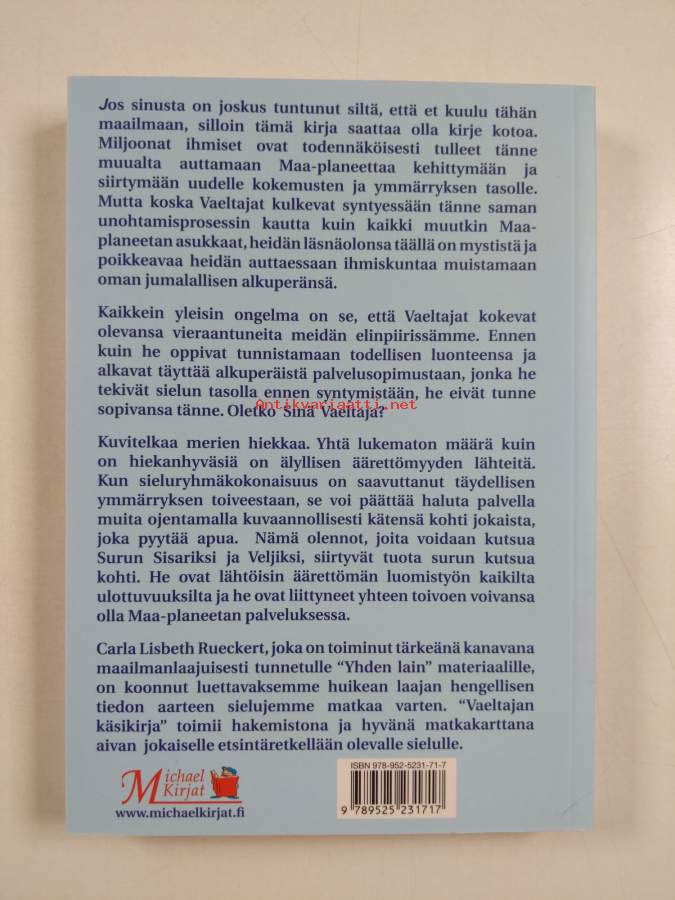 Jos sinusta on joskus tuntunut siltä, että et kuulu tähän
maailmaan, silloin tämä kirja saattaa olla kirje kotoa.
Miljoonat ihmiset ovat todennäköisesti tulleet tänne
muualta auttamaan Maa-planeettaa kehittymään ja
siirtymään uudelle kokemusten ja ymmärryksen tasolle.
Mutta koska Vaeltajat kulkevat syntyessään tänne saman
unohtamisprosessin kautta kuin kaikki muutkin Maa-
planeetan asukkaat, heidän läsnäolonsa täällä on mystistä ja
poikkeavaa heidän auttaessaan ihmiskuntaa muistamaan
oman jumalallisen alkuperänsä.
Kaikkein yleisin ongelma on se, että Vaeltajat kokevat
olevansa vieraantuneita meidän elinpiirissämme. Ennen
kuin he oppivat tunnistamaan todellisen luonteensa ja
alkavat täyttää alkuperäistä palvelusopimustaan, jonka he
tekivät sielun tasolla ennen syntymistään, he eivät tunne
sopivansa tänne. Oletko Sinä Vaeltaja?
Antikvariaatti.net
Kuvitelkaa merien hiekkaa. Yhtä lukematon määrä kuin
on hiekanhyväsiä on älyllisen äärettömyyden lähteitä.
Kun sieluryhmäkokonaisuus on saavuttanut täydellisen
ymmärryksen toiveestaan, se voi päättää haluta palvella
muita ojentamalla kuvaannollisesti kätensä kohti jokaista,
joka pyytää apua. Nämä olennot, joita voidaan kutsua
Surun Sisariksi ja Veljiksi, siirtyvät tuota surun kutsua
kohti. He ovat lähtöisin äärettömän luomistyön kaikilta
ulottuvuuksilta ja he ovat liittyneet yhteen toivoen voivansa
olla Maa-planeetan palveluksessa.
Carla Lisbeth Rueckert, joka on toiminut tärkeänä kanavana
maailmanlaajuisesti tunnetulle “Yhden lain” materiaalille,
on koonnut luettavaksemme huikean laajan hengellisen
tiedon aarteen sielujemme matkaa varten. “Vaeltajan
käsikirja” toimii hakemistona ja hyvänä matkakarttana
aivan jokaiselle etsintäretkellään olevalle sielulle.
Michael
Kirjat
www.michaelkirjat.fi
ISBN 978-952-5231-71-7
9 789525 231717